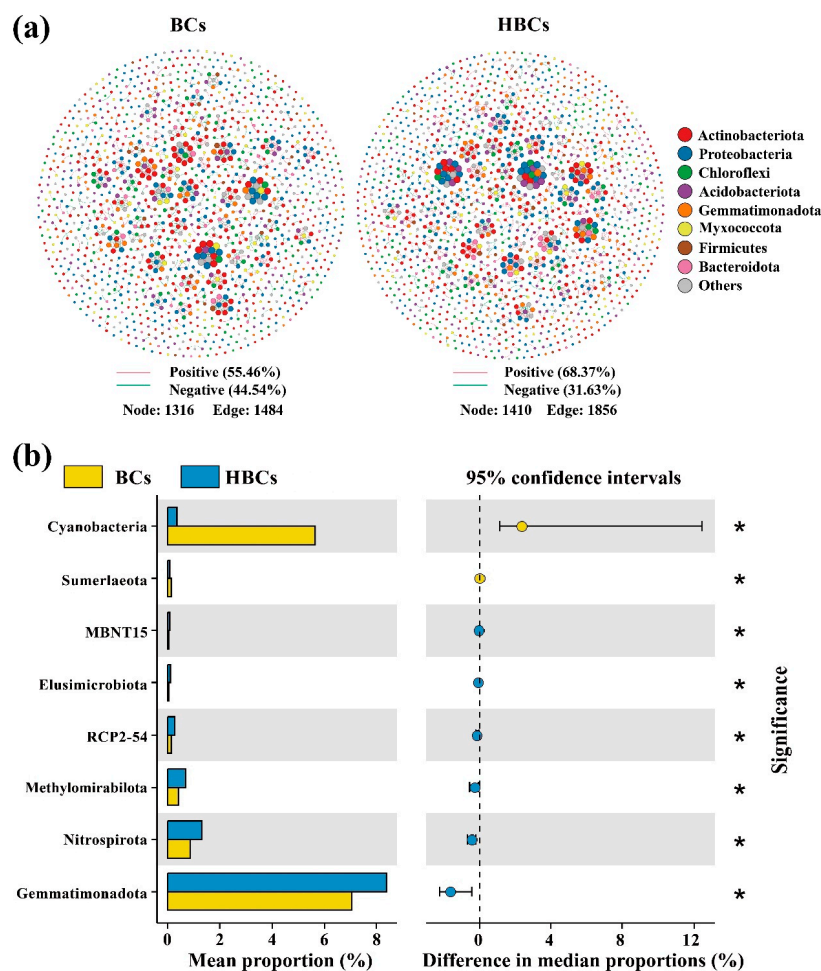 (a)
BCs
HBCs
Actinobacteriota
Proteobacteria
Chloroflexi
Acidobacteriota
Gemmatimonadota
Myxococcota
Firmicutes
Bacteroidota
Others
Positive (55.46%)
Negative (44.54%)
Node: 1316 Edge: 1484
Positive (68.37%)
Negative (31.63%)
Node: 1410 Edge: 1856
(b)
BCs HBCs
95% confidence intervals
Cyanobacteria *
Sumerlaeota *
MBNT15 *
Elusimicrobiota *
RCP2-54 *
Methylomirabilota *
Nitrospirota *
Gemmatimonadota *
Significance
0 4 6 8
Mean proportion (%)
0 4 8 12
Difference in median proportions (%)